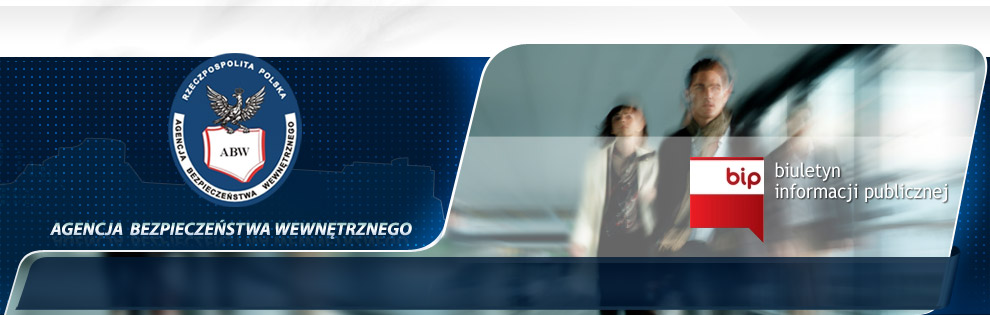 RZECZPOSPOLITA POLSKA
ABW
AGENCJA BEZPIECZEŃSTWA WEWNĘTRZNEGO
AGENCJA BEZPIECZEŃSTWA WEWNĘTRZNEGO
bip
biuletyn
informacji publicznej